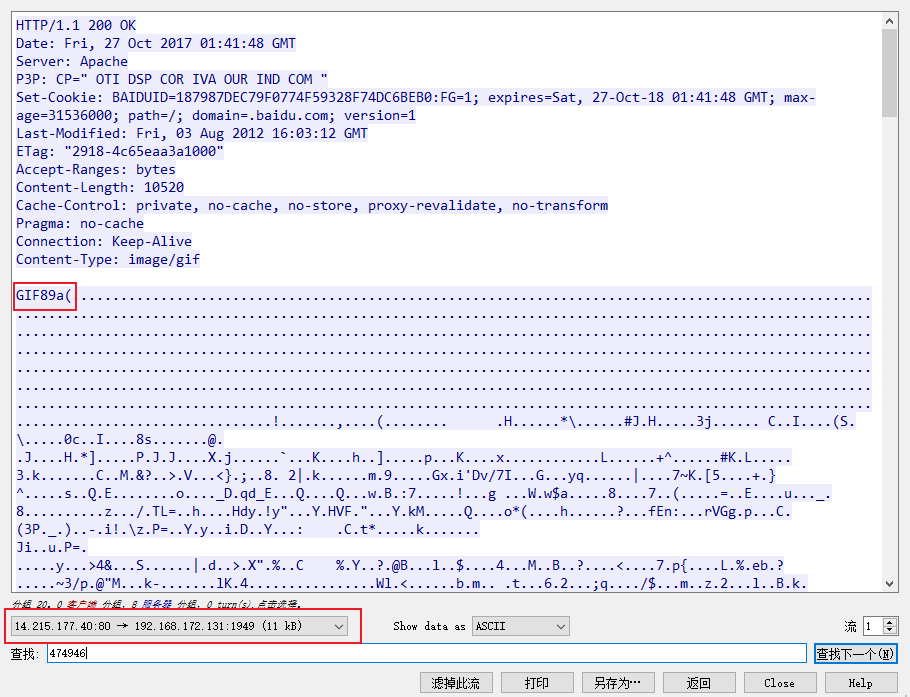 HTTP/1.1 200 OK
Date: Fri, 27 Oct 2017 01:41:48 GMT
Server: Apache
P3P: CP=" OTI DSP COR IVA OUR IND COM "
Set-Cookie: BAIDUID=187987DEC79F0774F59328F74DC6BEB0:FG=1; expires=Sat, 27-Oct-18 01:41:48 GMT; max-
age=31536000; path=/; domain=.baidu.com; version=1
Last-Modified: Fri, 03 Aug 2012 16:03:12 GMT
ETag: "2918-4c65eaa3a1000"
Accept-Ranges: bytes
Content-Length: 10520
Cache-Control: private, no-cache, no-store, proxy-revalidate, no-transform
Pragma: no-cache
Connection: Keep-Alive
Content-Type: image/gif
GIF89a(
.............................!.......,....(........ .H......*\......#J.H.....3j...... C..I....(S.
\.....0c..I....8s.......@.
.J....H.*].....P.J.J....X.j......`...K....h..].....p...K....x............L......+^......#K.L.....
3.k.......C..M.&?..>.V...<}.;..8. 2|.k......m.9.....Gx.i'Dv/7I...G...yq......|....7~K.[5....+.}
^.....s..Q.E........o...._D.qd_E...Q....Q...w.B.:7.....!...g ...W.w$a.....8....7..(.....=..E....u..._.
8..........z.../.TL=..h....Hdy.!y"...Y.HVF."...Y.kM.....Q....o*(....h......?...fEn:...rVGg.p...C.
(3P._.)..-.i!.\z.P=..Y.y..i.D..Y...: .C.t*.....k.......
Ji..u.P=.
.....y...>4&...S......|.d..>.X".%..C %.Y..?.@B...l..$....4...M..B..?....<....7.p{....L.%.eb.?
.....~3/p.@"M...k-.......lK.4................Wl.<......b.m.. .t...6.2...;q..../$...m..z.2...l..B.k.
分组 20。0 客户端 分组，8 服务器 分组，0 turn(s).点击选择。
14.215.177.40:80 → 192.168.172.131:1949 (11 kB) Show data as ASCII 流 1
查找: 474946 查找下一个(N)
滤掉此流 打印 另存为… 返回 Close Help